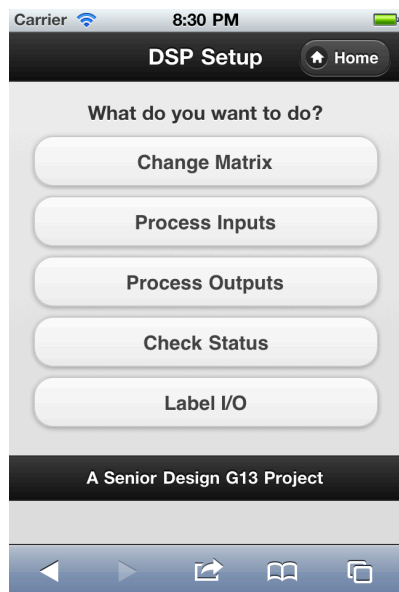 Carrier 8:30 PM
DSP Setup Home
What do you want to do?
Change Matrix
Process Inputs
Process Outputs
Check Status
Label I/O
A Senior Design G13 Project